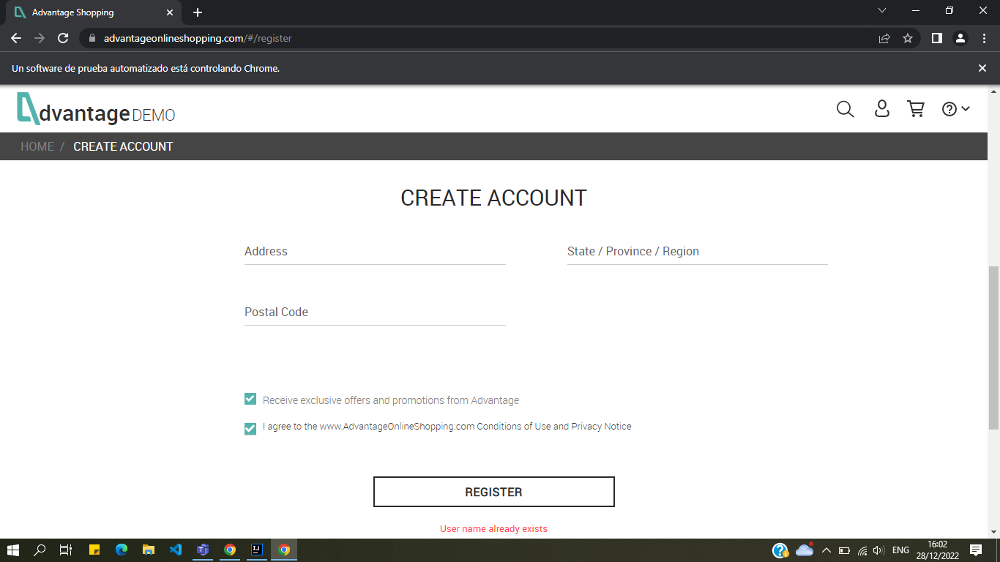 Advantage Shopping
advantageonlineshopping.com/#/register
Un software de prueba automatizado está controlando Chrome.
dvantage DEMO
HOME / CREATE ACCOUNT
CREATE ACCOUNT
Address
State / Province / Region
Postal Code
Receive exclusive offers and promotions from Advantage
I agree to the www.AdvantageOnlineShopping.com Conditions of Use and Privacy Notice
REGISTER
User name already exists
ENG
16:02
28/12/2022